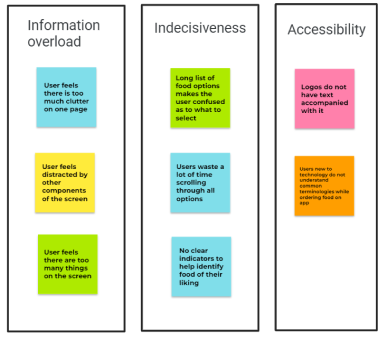 Information
overload
User feels
there is too
much clutter
on one page
User feels
distracted by
other
components
of the screen
User feels
there are too
many things
on the screen
Indecisiveness
Long list of
food options
makes the
user confused
as to what to
select
Users waste a
lot of time
scrolling
through all
options
No clear
indicators to
help identify
food of their
liking
Accessibility
Logos do not
have text
accompanied
with it
Users new to
technology do not
understand
common
terminologies while
ordering food on
app